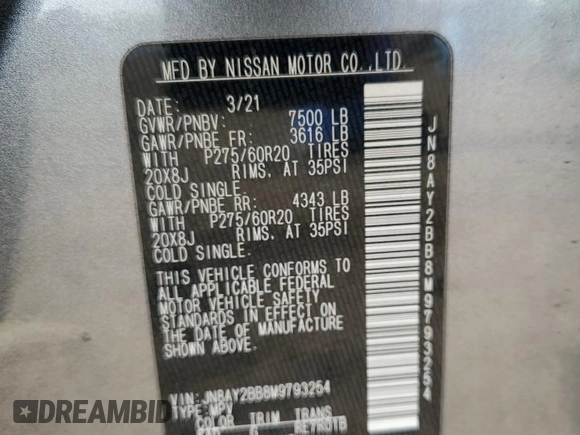 MFD BY NISSAN MOTOR CO.,LTD.
DATE: 3/21
GVWR/PNBV: 7500 LB
GAWR/PNBE FR: 3616 LB
WITH P275/60R20 TIRES
20X8J RIMS, AT 35PSI
COLD SINGLE.
GAWR/PNBE RR: 4343 LB
WITH P275/60R20 TIRES
20X8J RIMS, AT 35PSI
COLD SINGLE.
THIS VEHICLE CONFORMS TO
ALL APPLICABLE FEDERAL
MOTOR VEHICLE SAFETY
STANDARDS IN EFFECT ON
THE DATE OF MANUFACTURE
SHOWN ABOVE.
VIN: JN8AY2BB8M9793254
TYPE: MPV
COLOR TRIM TRANS
RE7R01B
JN8AY2BB8M9793254
AUTOBIDCAR